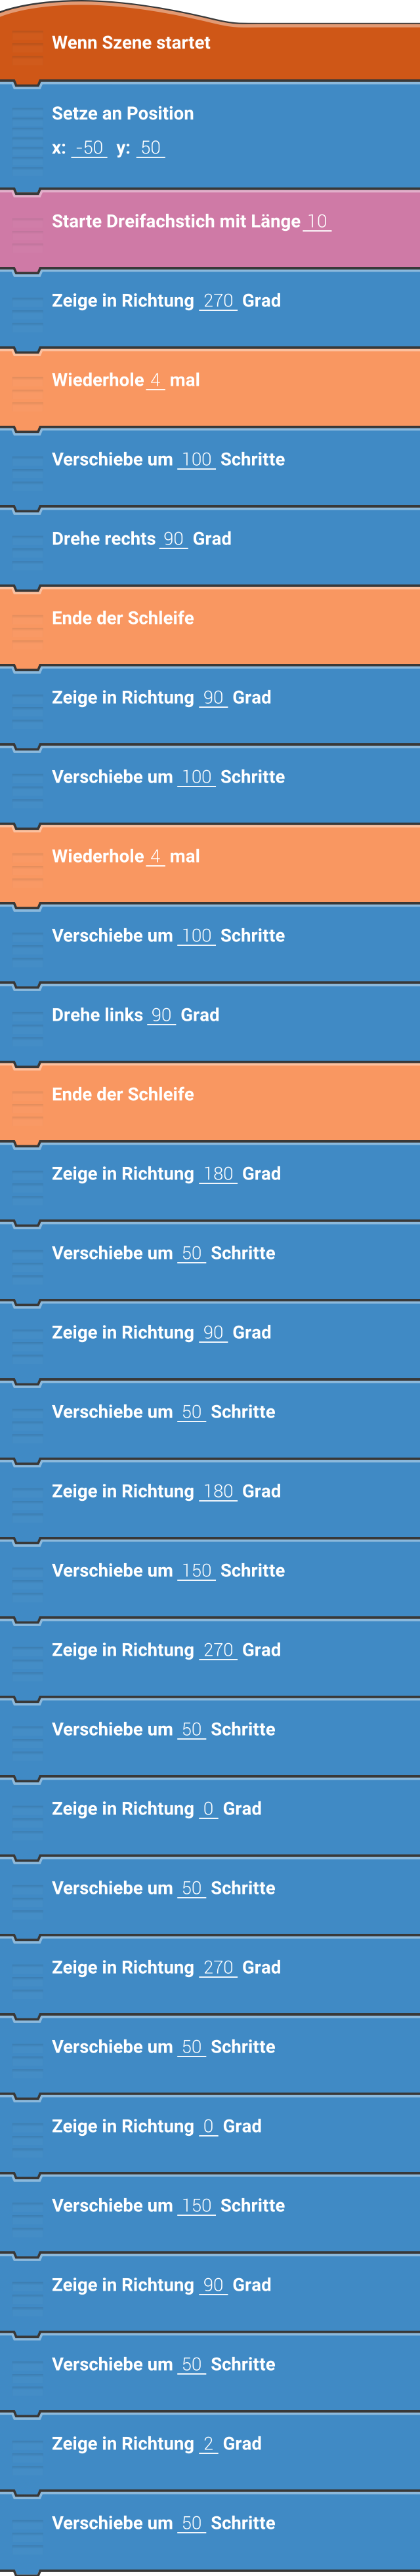 Wenn Szene startet
Setze an Position
x: -50 y: 50
Starte Dreifachstich mit Länge 10
Zeige in Richtung 270 Grad
Wiederhole 4 mal
Verschiebe um 100 Schritte
Drehe rechts 90 Grad
Ende der Schleife
Zeige in Richtung 90 Grad
Verschiebe um 100 Schritte
Wiederhole 4 mal
Verschiebe um 100 Schritte
Drehe links 90 Grad
Ende der Schleife
Zeige in Richtung 180 Grad
Verschiebe um 50 Schritte
Zeige in Richtung 90 Grad
Verschiebe um 50 Schritte
Zeige in Richtung 180 Grad
Verschiebe um 150 Schritte
Zeige in Richtung 270 Grad
Verschiebe um 50 Schritte
Zeige in Richtung 0 Grad
Verschiebe um 50 Schritte
Zeige in Richtung 270 Grad
Verschiebe um 50 Schritte
Zeige in Richtung 0 Grad
Verschiebe um 150 Schritte
Zeige in Richtung 90 Grad
Verschiebe um 50 Schritte
Zeige in Richtung 2 Grad
Verschiebe um 50 Schritte